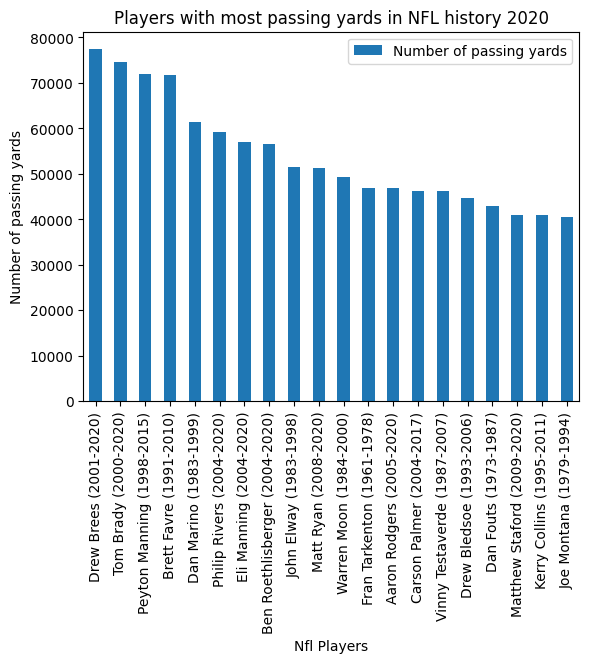 Players with most passing yards in NFL history 2020
Number of passing yards
Number of passing yards
80000
70000
60000
50000
40000
30000
20000
10000
0
Drew Brees (2001-2020)
Tom Brady (2000-2020)
Peyton Manning (1998-2015)
Brett Favre (1991-2010)
Dan Marino (1983-1999)
Philip Rivers (2004-2020)
Eli Manning (2004-2020)
Ben Roethlisberger (2004-2020)
John Elway (1983-1998)
Matt Ryan (2008-2020)
Warren Moon (1984-2000)
Fran Tarkenton (1961-1978)
Aaron Rodgers (2005-2020)
Carson Palmer (2004-2017)
Vinny Testaverde (1987-2007)
Drew Bledsoe (1993-2006)
Dan Fouts (1973-1987)
Matthew Staford (2009-2020)
Kerry Collins (1995-2011)
Joe Montana (1979-1994)
Nfl Players